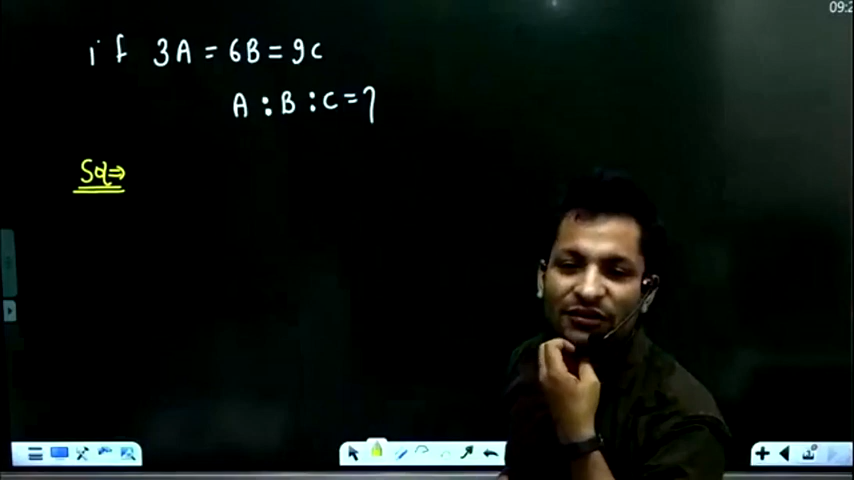 if 3A = 6B = 9C
A : B : C = ?
Sol⇒